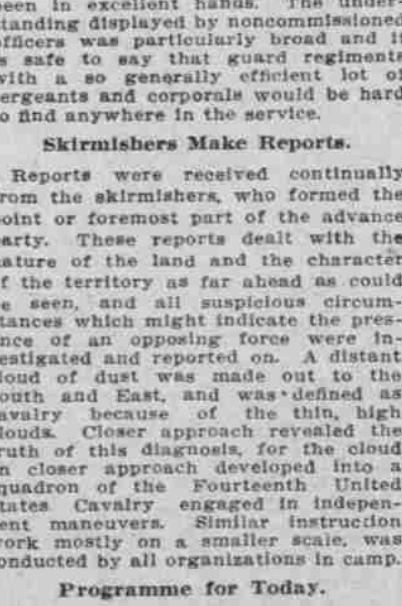 been in excellent hands. The under-
standing displayed by noncommissioned
officers was particularly broad and it
is safe to say that guard regiments
with a so generally efficient lot of
sergeants and corporals would be hard
to find anywhere in the service.
Skirmishers Make Reports.
Reports were received continually
from the skirmishers, who formed the
point or foremost part of the advance
party. These reports dealt with the
nature of the land and the character
of the territory as far ahead as could
be seen, and all suspicious circum-
stances which might indicate the pres-
ence of an opposing force were in-
vestigated and reported on. A distant
cloud of dust was made out to the
South and East, and was defined as
cavalry because of the thin, high
clouds. Closer approach revealed the
truth of this diagnosis, for the cloud
on closer approach developed into a
squadron of the Fourteenth United
States Cavalry engaged in indepen-
dent maneuvers. Similar instruction
work mostly on a smaller scale, was
conducted by all organizations in camp.
Programme for Today.